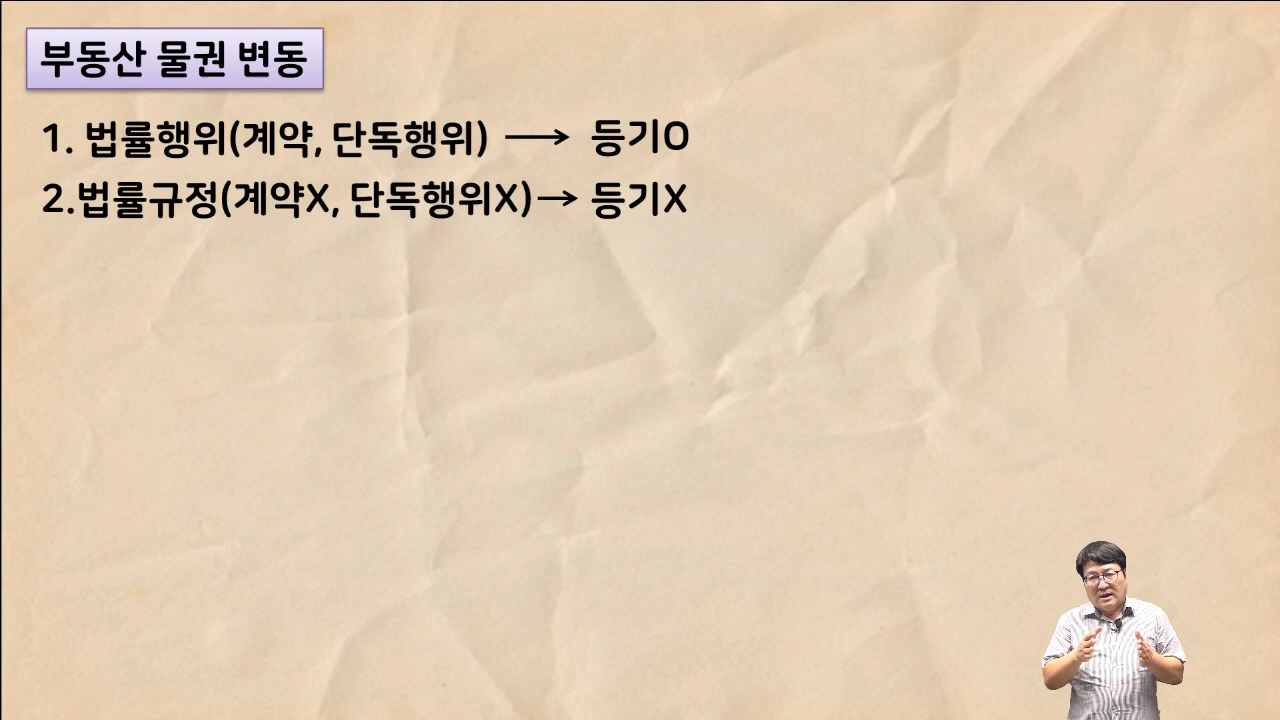 부동산 물권 변동
1. 법률행위(계약, 단독행위) → 등기O
2.법률규정(계약X, 단독행위X)→ 등기X